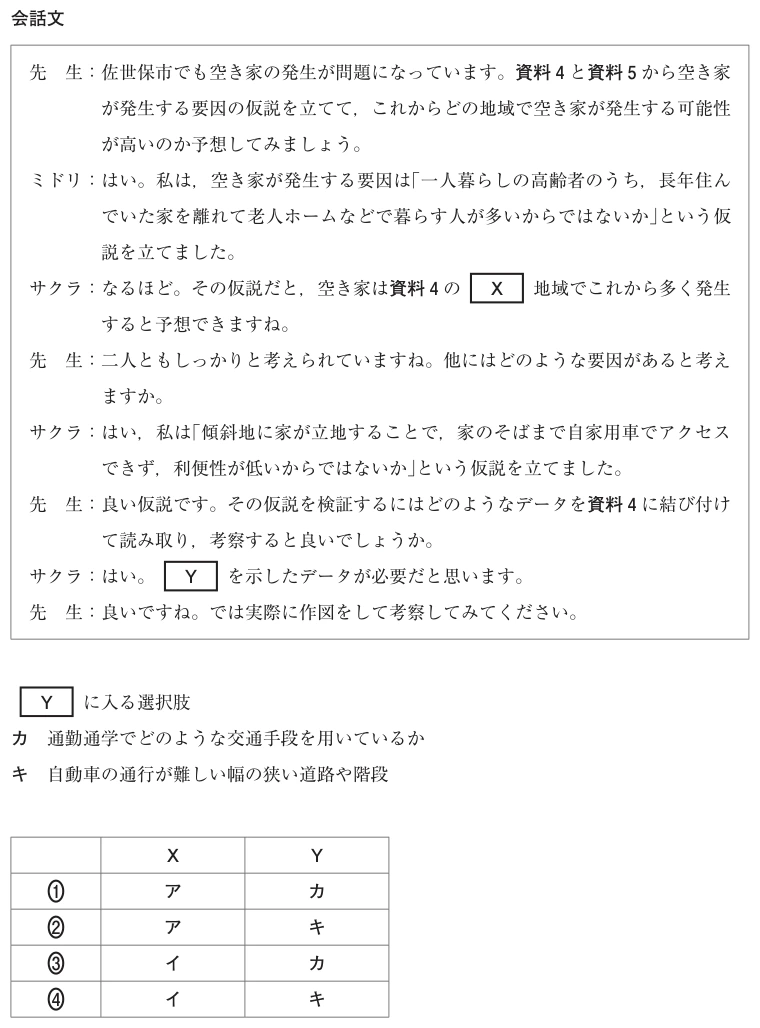 会話文
先　生：佐世保市でも空き家の発生が問題になっています。資料4と資料5から空き家
が発生する要因の仮説を立てて，これからどの地域で空き家が発生する可能性
が高いのか予想してみましょう。
ミドリ：はい。私は，空き家が発生する要因は「一人暮らしの高齢者のうち，長年住ん
でいた家を離れて老人ホームなどで暮らす人が多いからではないか」という仮
説を立てました。
サクラ：なるほど。その仮説だと，空き家は資料4の X 地域でこれから多く発生
すると予想できますね。
先　生：二人ともしっかりと考えられていますね。他にはどのような要因があると考え
ますか。
サクラ：はい，私は「傾斜地に家が立地することで，家のそばまで自家用車でアクセス
できず，利便性が低いからではないか」という仮説を立てました。
先　生：良い仮説です。その仮説を検証するにはどのようなデータを資料4に結び付け
て読み取り，考察すると良いでしょうか。
サクラ：はい。 Y を示したデータが必要だと思います。
先　生：良いですね。では実際に作図をして考察してみてください。
Y に入る選択肢
カ　通勤通学でどのような交通手段を用いているか
キ　自動車の通行が難しい幅の狭い道路や階段
X Y
① ア カ
② ア キ
③ イ カ
④ イ キ